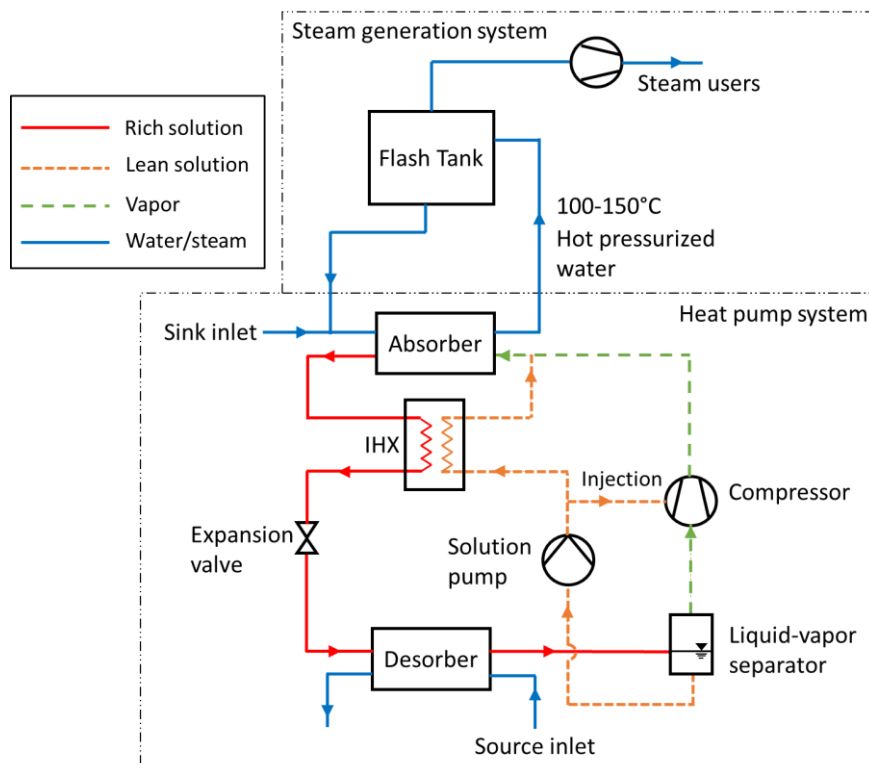 Steam generation system
Steam users
Rich solution
Lean solution
Vapor
Water/steam
Flash Tank
100-150°C
Hot pressurized
water
Sink inlet
Absorber
Heat pump system
IHX
Injection
Compressor
Expansion
valve
Solution
pump
Desorber
Liquid-vapor
separator
Source inlet